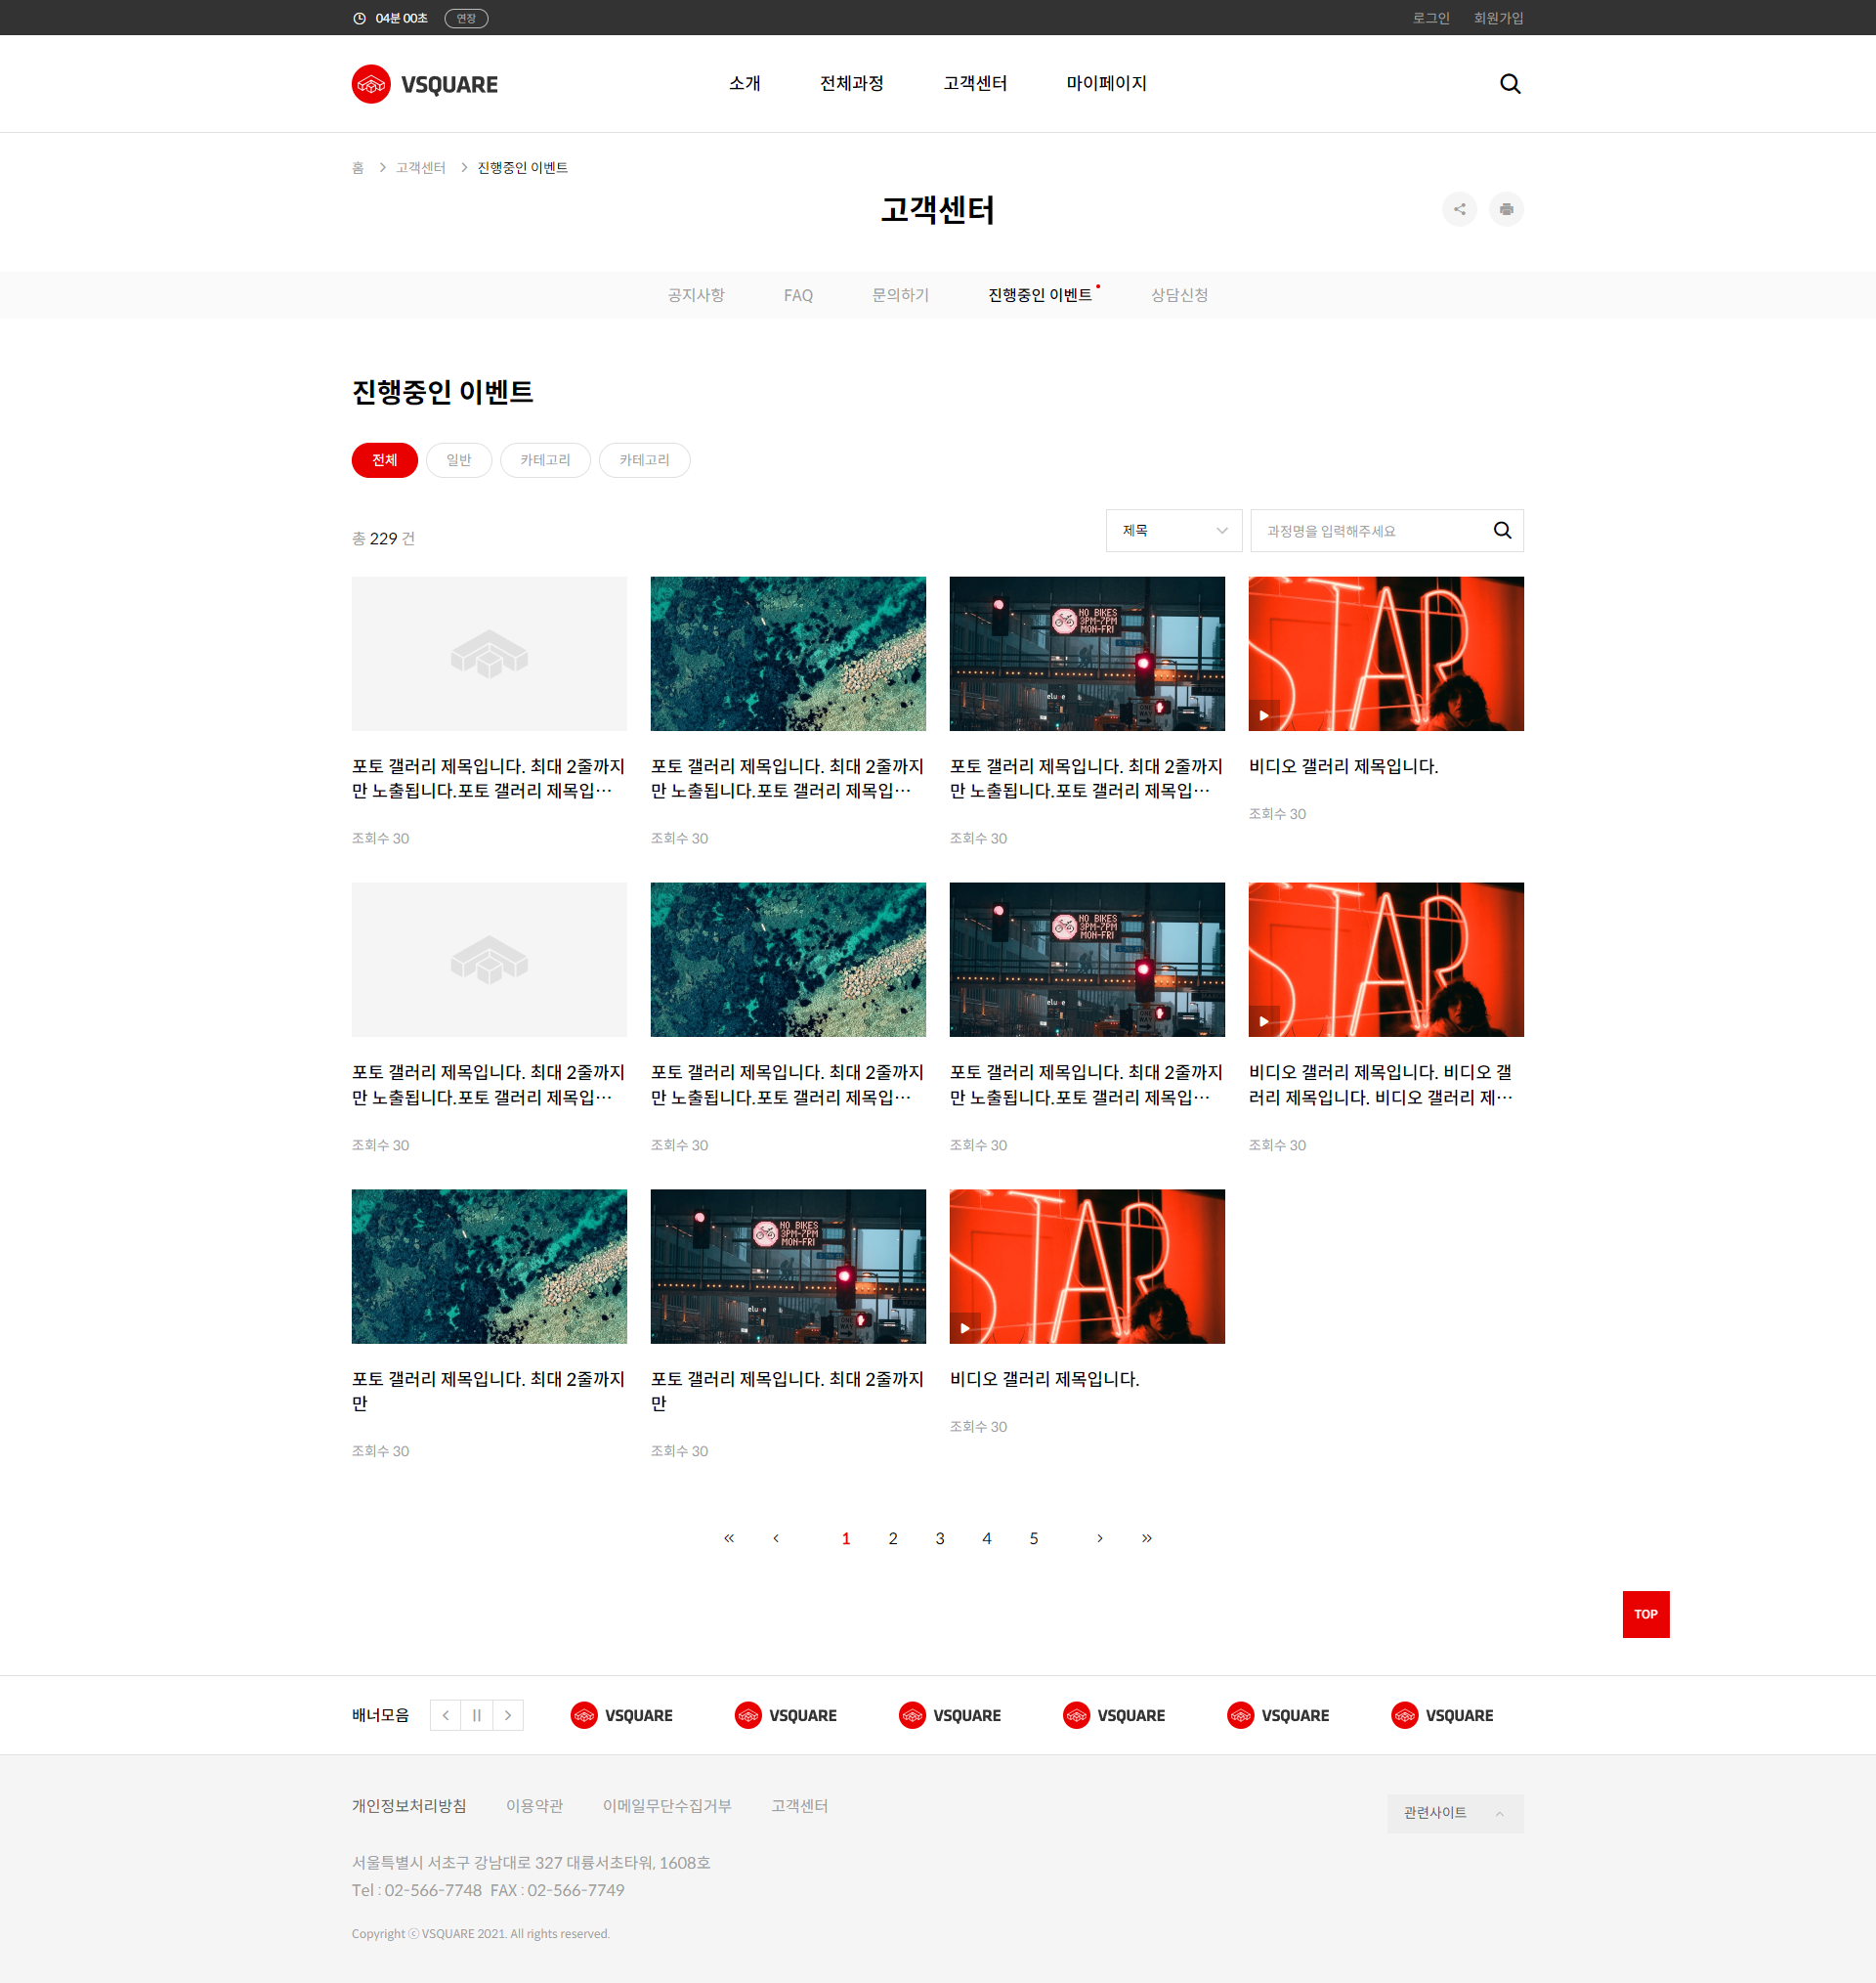 04분 00초 연장 로그인 회원가입
VSQUARE 소개 전체과정 고객센터 마이페이지
홈 고객센터 진행중인 이벤트
고객센터
공지사항 FAQ 문의하기 진행중인 이벤트 상담신청
진행중인 이벤트
전체 일반 카테고리 카테고리
총 229 건 제목 과정명을 입력해주세요
NO BIKES
3PM-7PM
MON-FRI
STAR
포토 갤러리 제목입니다. 최대 2줄까지
만 노출됩니다.포토 갤러리 제목입…
조회수 30
포토 갤러리 제목입니다. 최대 2줄까지
만 노출됩니다.포토 갤러리 제목입…
조회수 30
포토 갤러리 제목입니다. 최대 2줄까지
만 노출됩니다.포토 갤러리 제목입…
조회수 30
비디오 갤러리 제목입니다.
조회수 30
NO BIKES
3PM-7PM
MON-FRI
STAR
포토 갤러리 제목입니다. 최대 2줄까지
만 노출됩니다.포토 갤러리 제목입…
조회수 30
포토 갤러리 제목입니다. 최대 2줄까지
만 노출됩니다.포토 갤러리 제목입…
조회수 30
포토 갤러리 제목입니다. 최대 2줄까지
만 노출됩니다.포토 갤러리 제목입…
조회수 30
비디오 갤러리 제목입니다. 비디오 갤
러리 제목입니다. 비디오 갤러리 제…
조회수 30
NO BIKES
3PM-7PM
MON-FRI
ONE WAY
STAR
포토 갤러리 제목입니다. 최대 2줄까지
만
조회수 30
포토 갤러리 제목입니다. 최대 2줄까지
만
조회수 30
비디오 갤러리 제목입니다.
조회수 30
« ‹ 1 2 3 4 5 › »
TOP
배너모음 VSQUARE VSQUARE VSQUARE VSQUARE VSQUARE VSQUARE
개인정보처리방침 이용약관 이메일무단수집거부 고객센터 관련사이트
서울특별시 서초구 강남대로 327 대륭서초타워, 1608호
Tel : 02-566-7748 FAX : 02-566-7749
Copyright ⓒ VSQUARE 2021. All rights reserved.